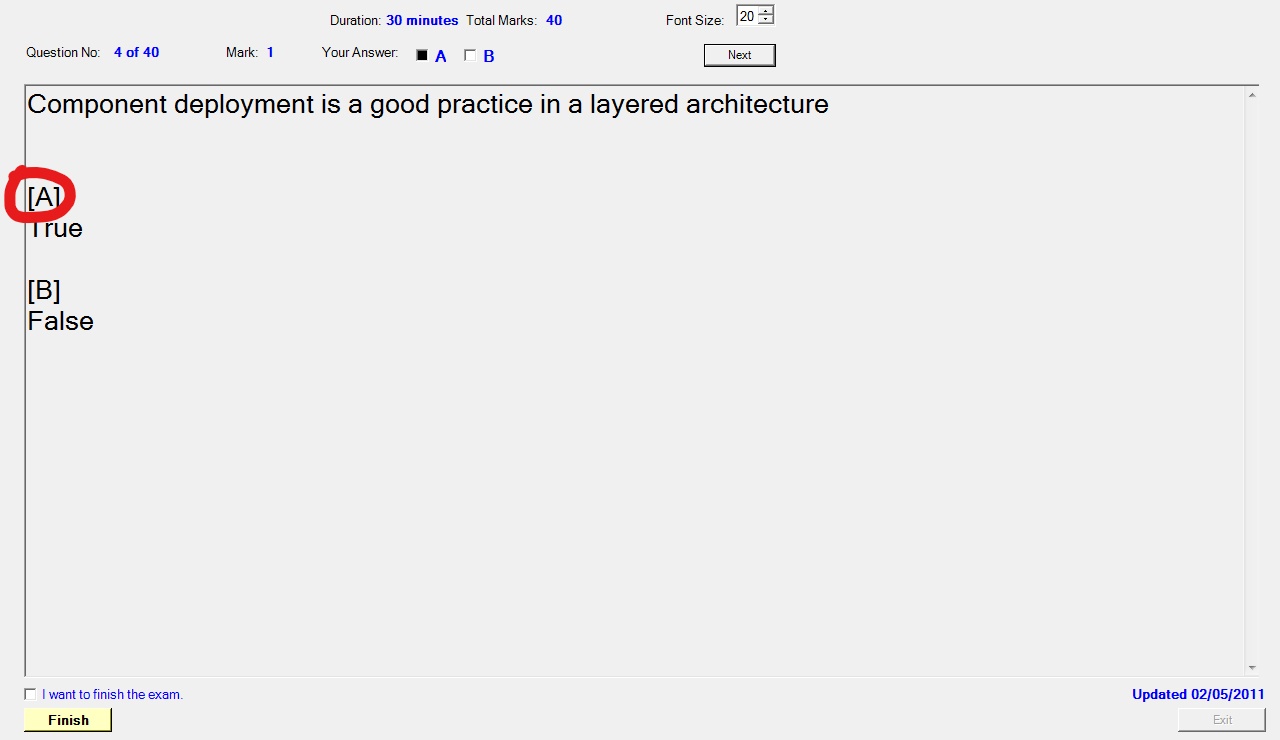 Duration: 30 minutes Total Marks: 40 Font Size: 20
Question No: 4 of 40 Mark: 1 Your Answer: A B Next
Component deployment is a good practice in a layered architecture
[A]
True
[B]
False
I want to finish the exam.
Updated 02/05/2011
Finish
Exit